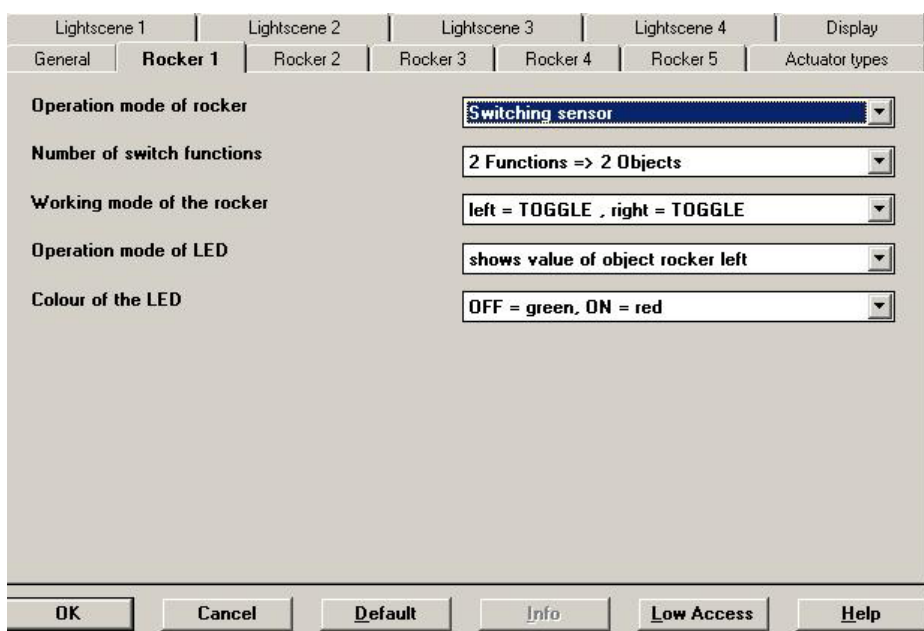 Lightscene 1 Lightscene 2 Lightscene 3 Lightscene 4 Display
General Rocker 1 Rocker 2 Rocker 3 Rocker 4 Rocker 5 Actuator types
Operation mode of rocker Switching sensor
Number of switch functions 2 Functions => 2 Objects
Working mode of the rocker left = TOGGLE , right = TOGGLE
Operation mode of LED shows value of object rocker left
Colour of the LED OFF = green, ON = red
OK Cancel Default Info Low Access Help